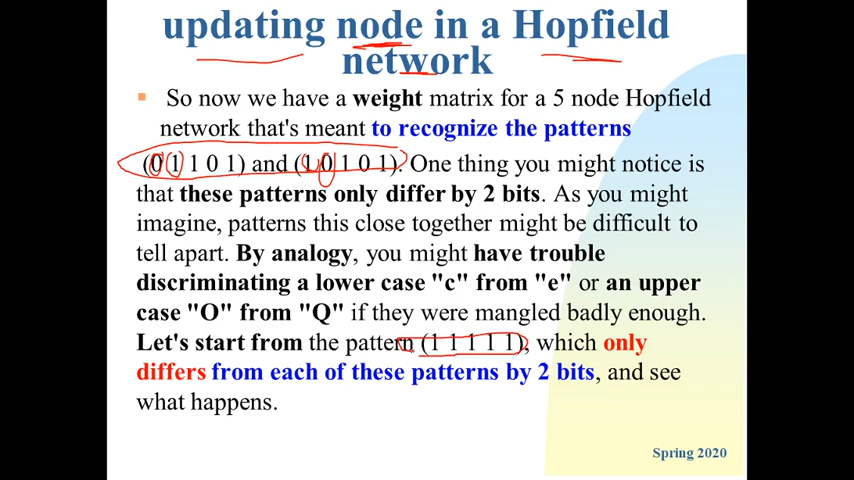 updating node in a Hopfield
network
▪ So now we have a weight matrix for a 5 node Hopfield
network that's meant to recognize the patterns
(0 1 1 0 1) and (1 0 1 0 1). One thing you might notice is
that these patterns only differ by 2 bits. As you might
imagine, patterns this close together might be difficult to
tell apart. By analogy, you might have trouble
discriminating a lower case "c" from "e" or an upper
case "O" from "Q" if they were mangled badly enough.
Let's start from the pattern (1 1 1 1 1), which only
differs from each of these patterns by 2 bits, and see
what happens.
Spring 2020